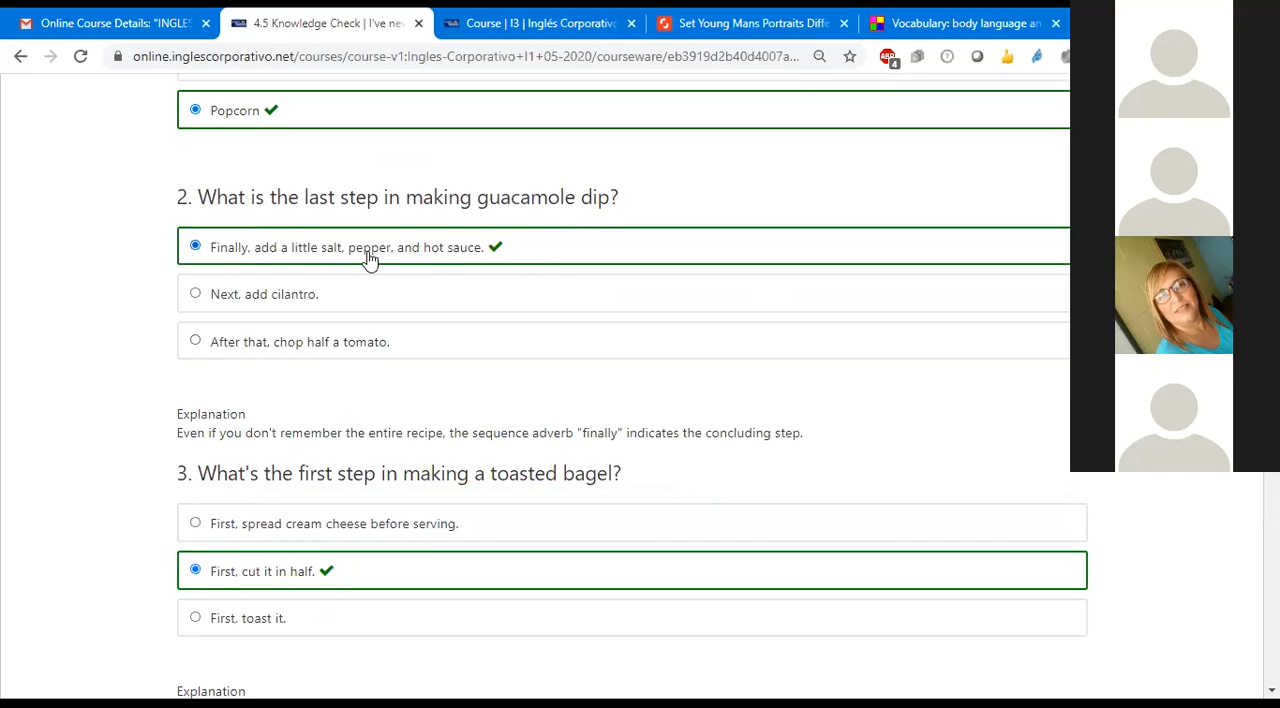 Online Course Details: "INGLES
4.5 Knowledge Check | I've nev
Course | I3 | Inglés Corporativo
Set Young Mans Portraits Diffe
Vocabulary: body language an
online.inglescorporativo.net/courses/course-v1:Ingles-Corporativo+I1+05-2020/courseware/eb3919d2b40d4007a...
4
Popcorn
2. What is the last step in making guacamole dip?
Finally, add a little salt, pepper, and hot sauce.
Next, add cilantro.
After that, chop half a tomato.
Explanation
Even if you don't remember the entire recipe, the sequence adverb "finally" indicates the concluding step.
3. What's the first step in making a toasted bagel?
First, spread cream cheese before serving.
First, cut it in half.
First, toast it.
Explanation